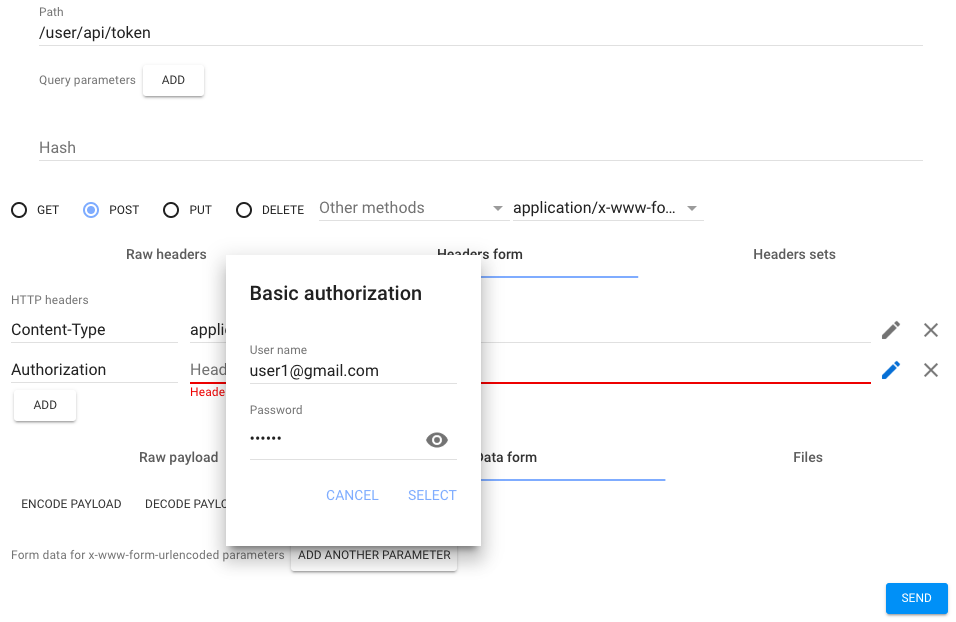 Path
/user/api/token
Query parameters ADD
Hash
GET POST PUT DELETE Other methods application/x-www-fo...
Raw headers Headers form Headers sets
Basic authorization
HTTP headers
Content-Type appli
User name
user1@gmail.com
Authorization Head
Heade
ADD
Password
••••••
Raw payload Data form Files
CANCEL SELECT
ENCODE PAYLOAD DECODE PAYLO
Form data for x-www-form-urlencoded parameters ADD ANOTHER PARAMETER
SEND